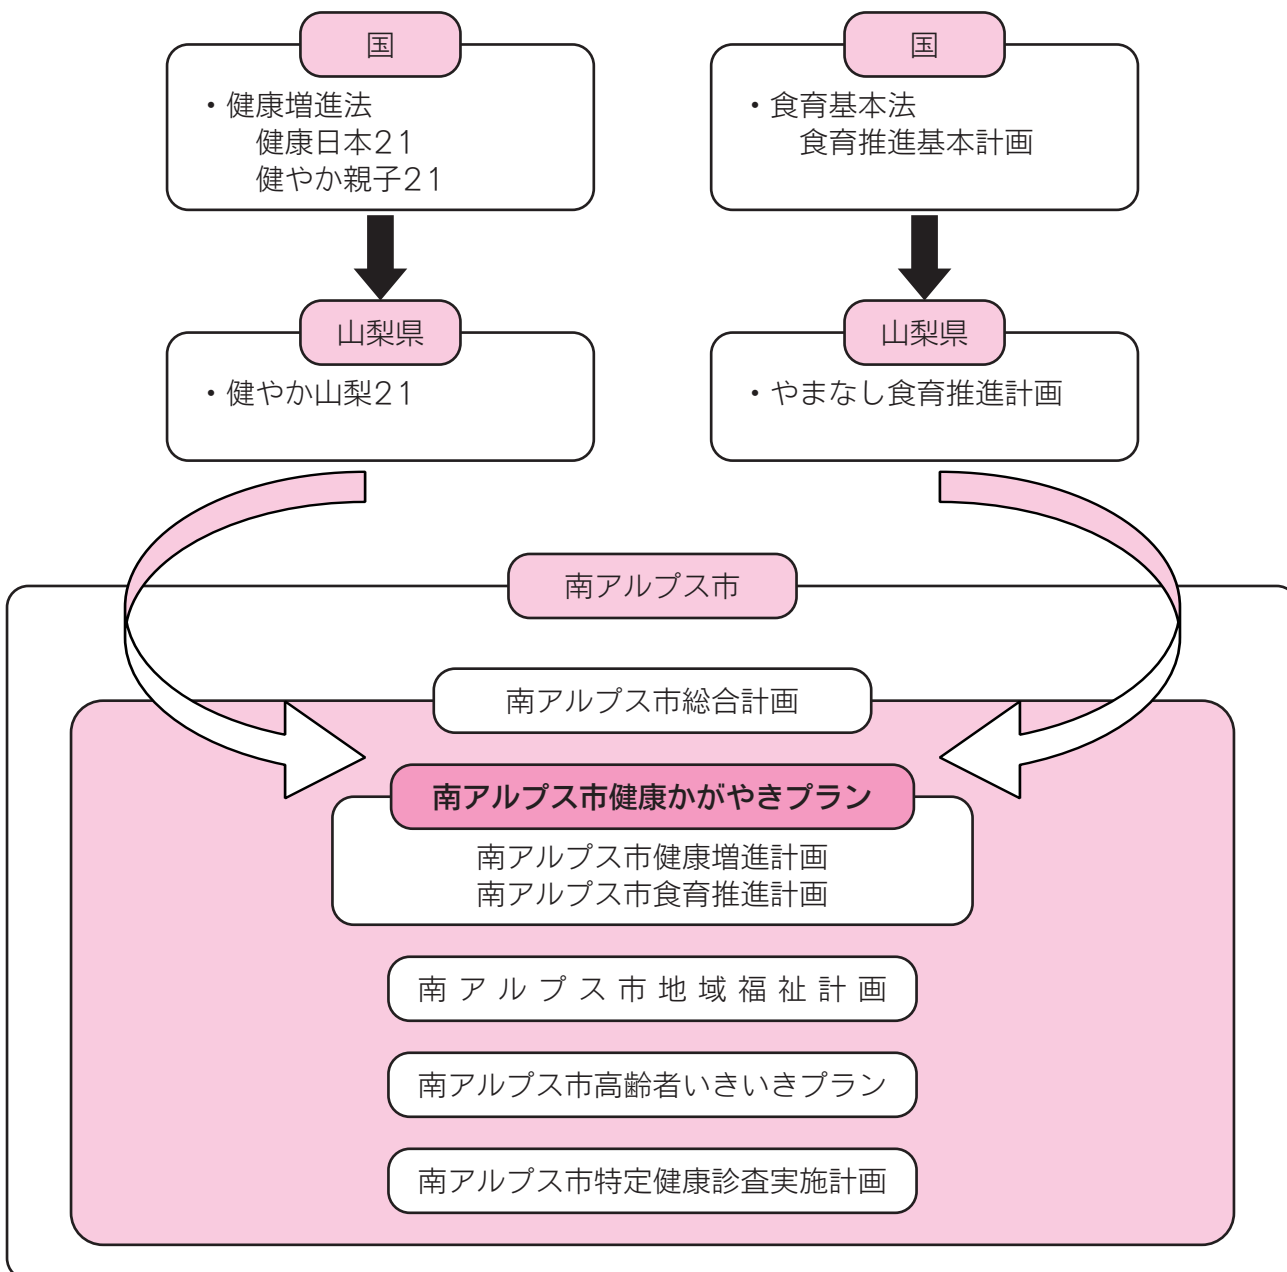 国
・健康増進法
健康日本21
健やか親子21
国
・食育基本法
食育推進基本計画
山梨県
・健やか山梨21
山梨県
・やまなし食育推進計画
南アルプス市
南アルプス市総合計画
南アルプス市健康かがやきプラン
南アルプス市健康増進計画
南アルプス市食育推進計画
南アルプス市地域福祉計画
南アルプス市高齢者いきいきプラン
南アルプス市特定健康診査実施計画